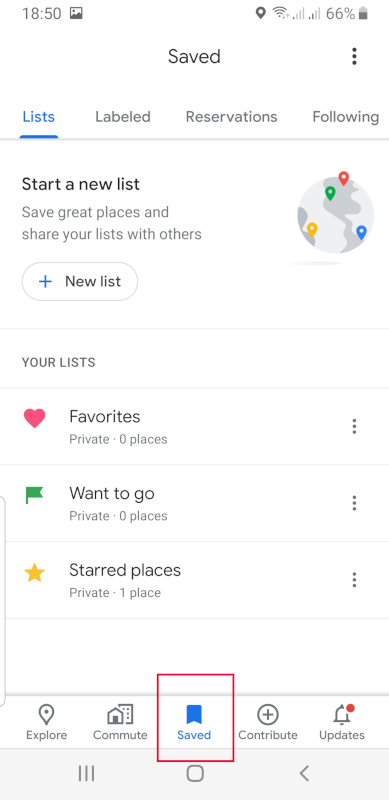 18:50 66%
Saved
Lists Labeled Reservations Following
Start a new list
Save great places and
share your lists with others
New list
YOUR LISTS
Favorites
Private · 0 places
Want to go
Private · 0 places
Starred places
Private · 1 place
Explore Commute Saved Contribute Updates